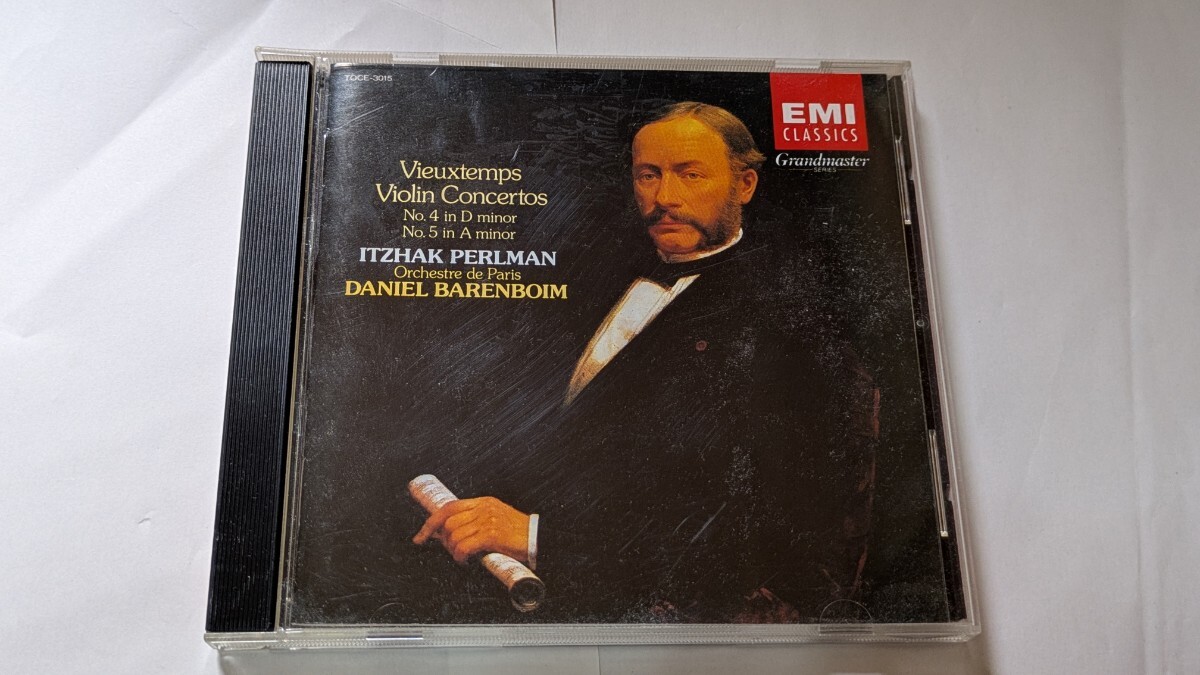 TOCE-3015
EMI
CLASSICS
Grandmaster
SERIES
Vieuxtemps
Violin Concertos
No. 4 in D minor
No. 5 in A minor
ITZHAK PERLMAN
Orchestre de Paris
DANIEL BARENBOIM